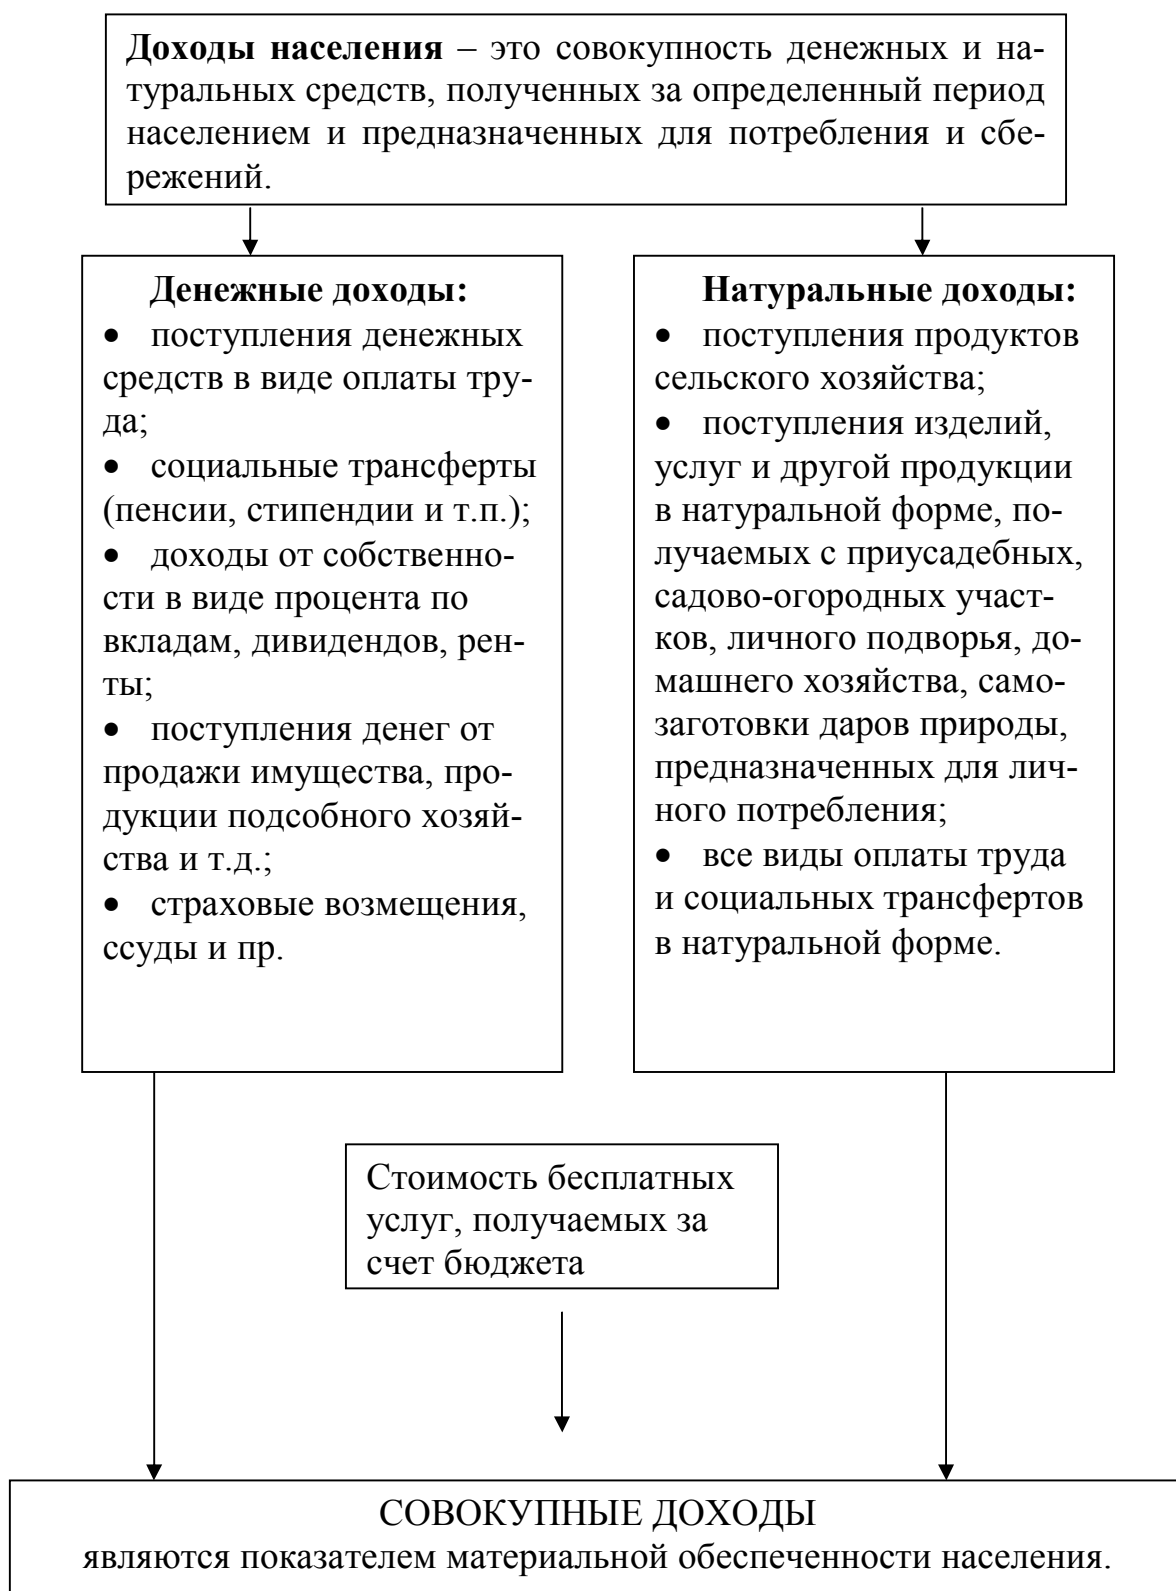 Доходы населения – это совокупность денежных и на-
туральных средств, полученных за определенный период
населением и предназначенных для потребления и сбе-
режений.
Денежные доходы:
• поступления денежных
средств в виде оплаты тру-
да;
• социальные трансферты
(пенсии, стипендии и т.п.);
• доходы от собственно-
сти в виде процента по
вкладам, дивидендов, рен-
ты;
• поступления денег от
продажи имущества, про-
дукции подсобного хозяй-
ства и т.д.;
• страховые возмещения,
ссуды и пр.
Натуральные доходы:
• поступления продуктов
сельского хозяйства;
• поступления изделий,
услуг и другой продукции
в натуральной форме, по-
лучаемых с приусадебных,
садово-огородных участ-
ков, личного подворья, до-
машнего хозяйства, само-
заготовки даров природы,
предназначенных для лич-
ного потребления;
• все виды оплаты труда
и социальных трансфертов
в натуральной форме.
Стоимость бесплатных
услуг, получаемых за
счет бюджета
СОВОКУПНЫЕ ДОХОДЫ
являются показателем материальной обеспеченности населения.